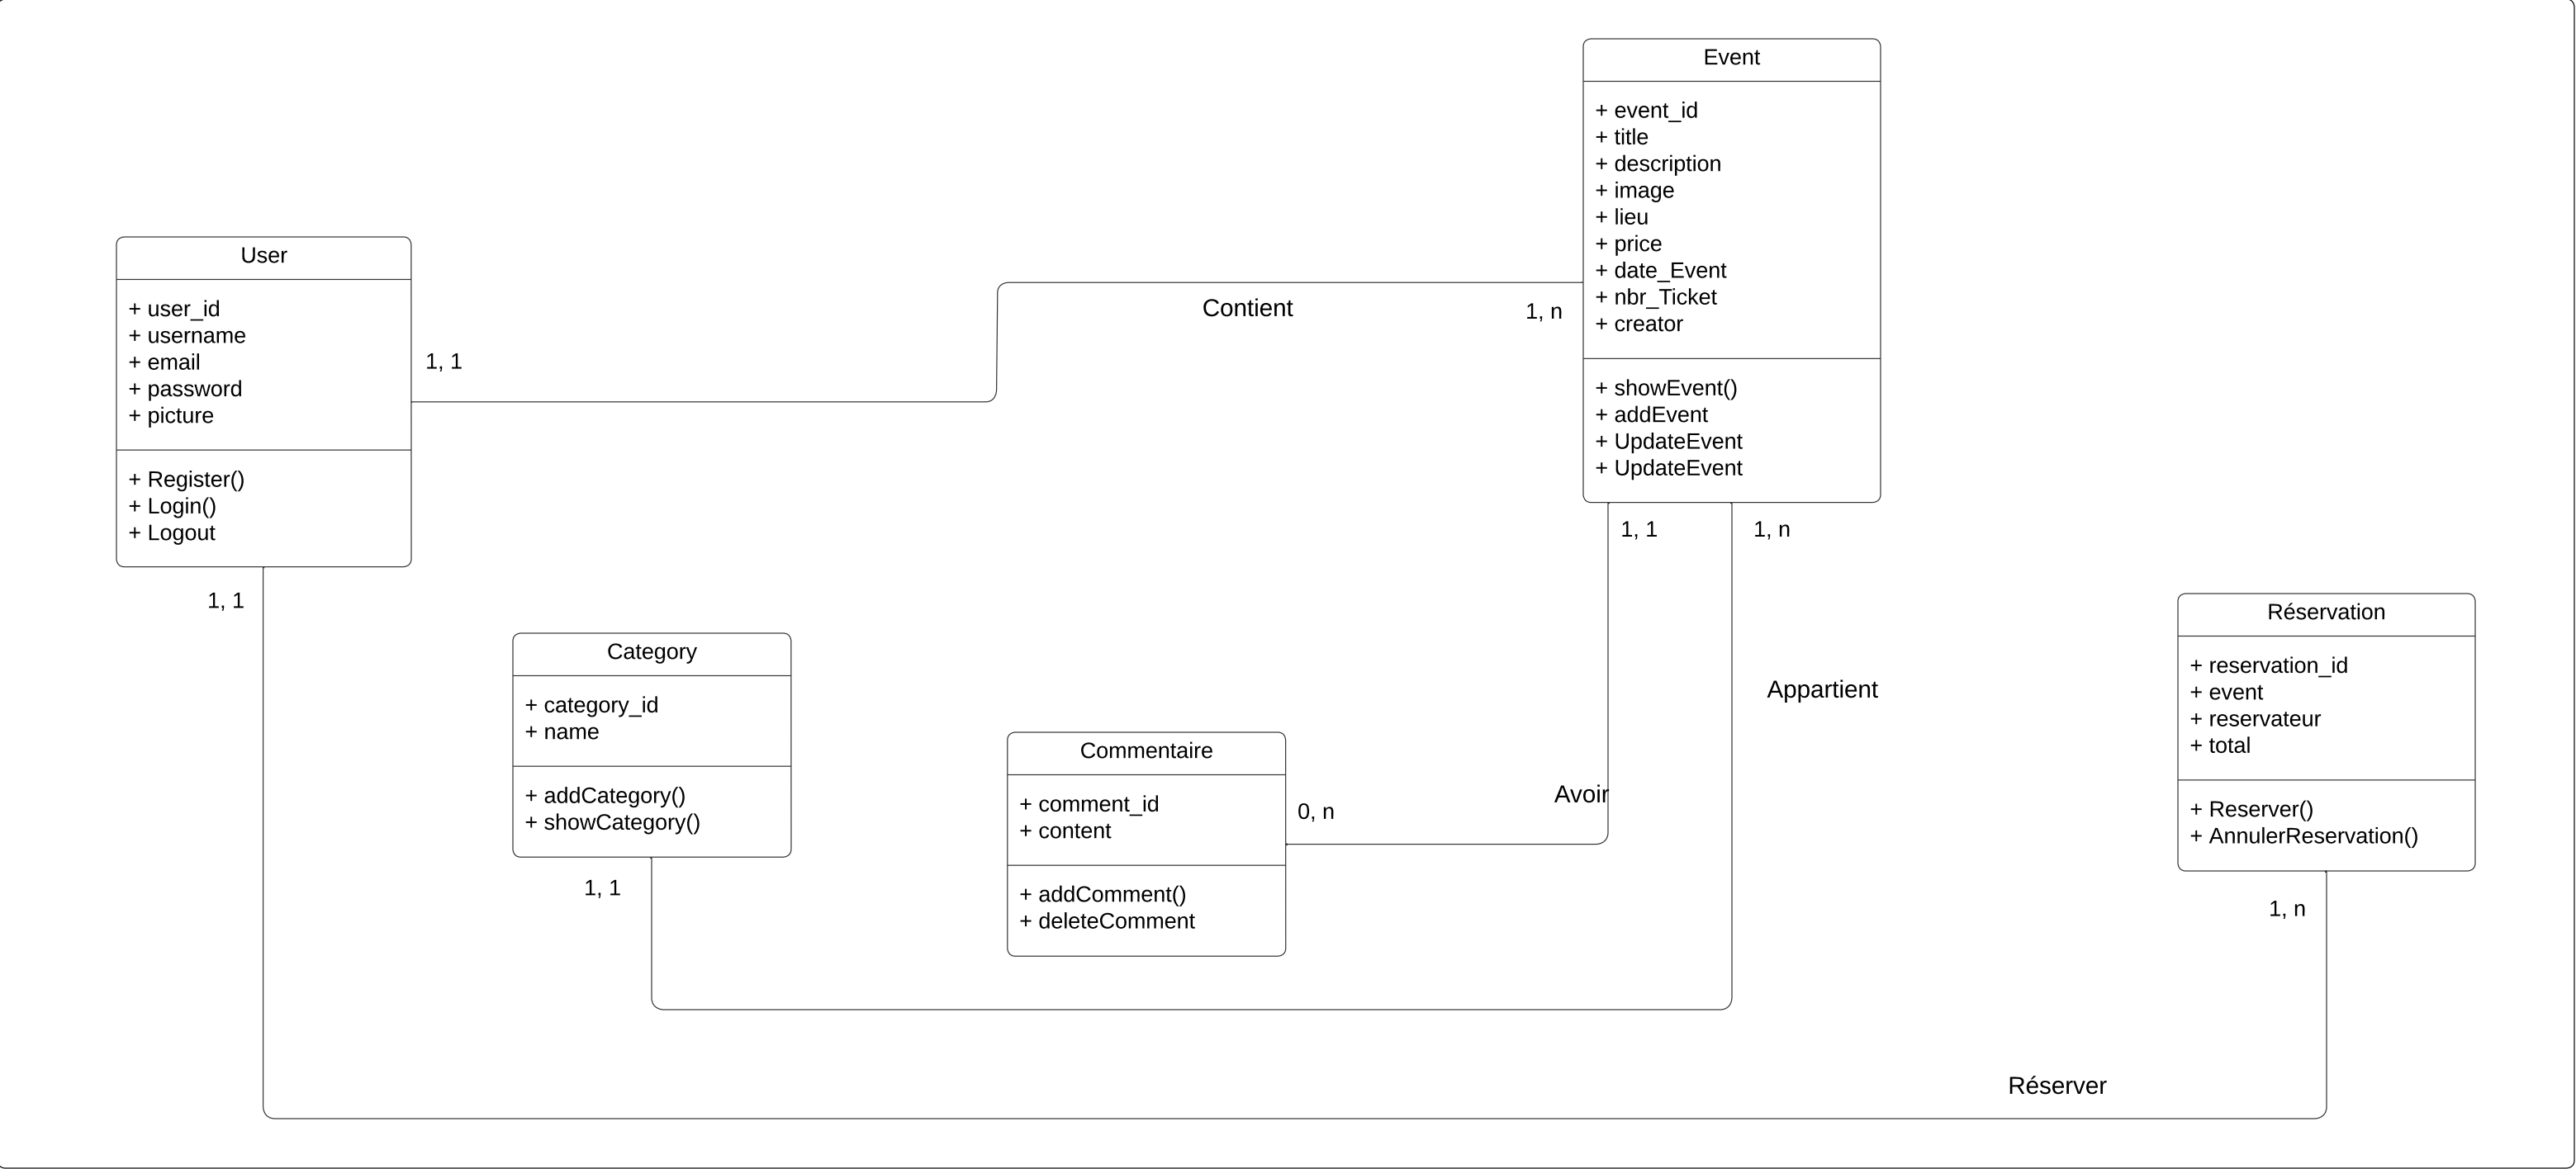 Event
+ event_id
+ title
+ description
+ image
+ lieu
+ price
+ date_Event
+ nbr_Ticket
+ creator
+ showEvent()
+ addEvent
+ UpdateEvent
+ UpdateEvent
User
+ user_id
+ username
+ email
+ password
+ picture
+ Register()
+ Login()
+ Logout
1, 1
Contient
1, n
1, 1
1, n
1, 1
Category
+ category_id
+ name
+ addCategory()
+ showCategory()
1, 1
Commentaire
+ comment_id
+ content
+ addComment()
+ deleteComment
0, n
Avoir
Appartient
Réservation
+ reservation_id
+ event
+ reservateur
+ total
+ Reserver()
+ AnnulerReservation()
1, n
Réserver